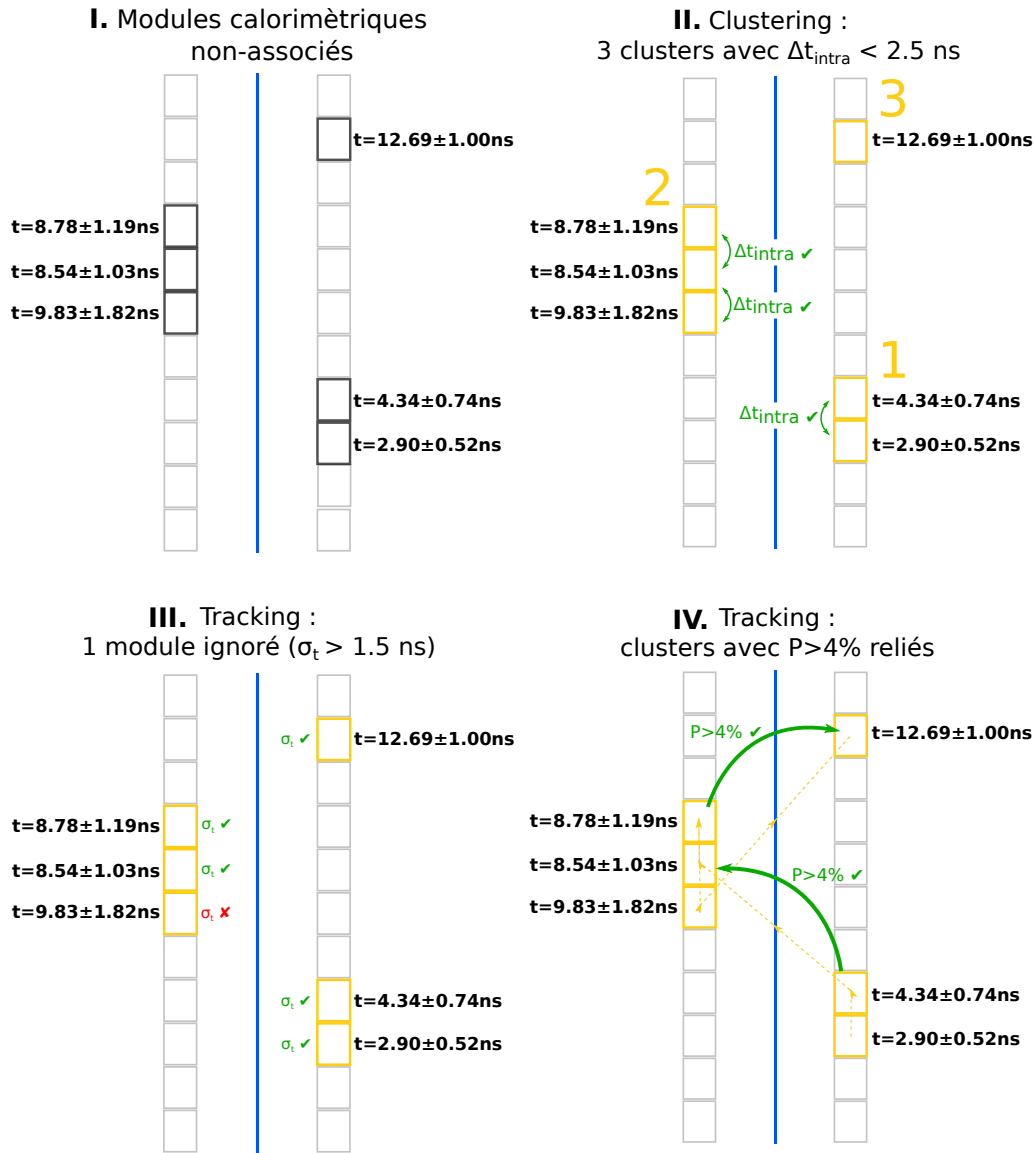 I. Modules calorimètriques
non-associés
t=12.69±1.00ns
t=8.78±1.19ns
t=8.54±1.03ns
t=9.83±1.82ns
t=4.34±0.74ns
t=2.90±0.52ns
II. Clustering :
3 clusters avec Δtintra < 2.5 ns
3
t=12.69±1.00ns
2
t=8.78±1.19ns
Δtintra ✔
t=8.54±1.03ns
Δtintra ✔
t=9.83±1.82ns
1
t=4.34±0.74ns
Δtintra ✔
t=2.90±0.52ns
III. Tracking :
1 module ignoré (σt > 1.5 ns)
σt ✔ t=12.69±1.00ns
t=8.78±1.19ns σt ✔
t=8.54±1.03ns σt ✔
t=9.83±1.82ns σt ✘
σt ✔ t=4.34±0.74ns
σt ✔ t=2.90±0.52ns
IV. Tracking :
clusters avec P>4% reliés
P>4% ✔
t=12.69±1.00ns
t=8.78±1.19ns
t=8.54±1.03ns
P>4% ✔
t=9.83±1.82ns
t=4.34±0.74ns
t=2.90±0.52ns